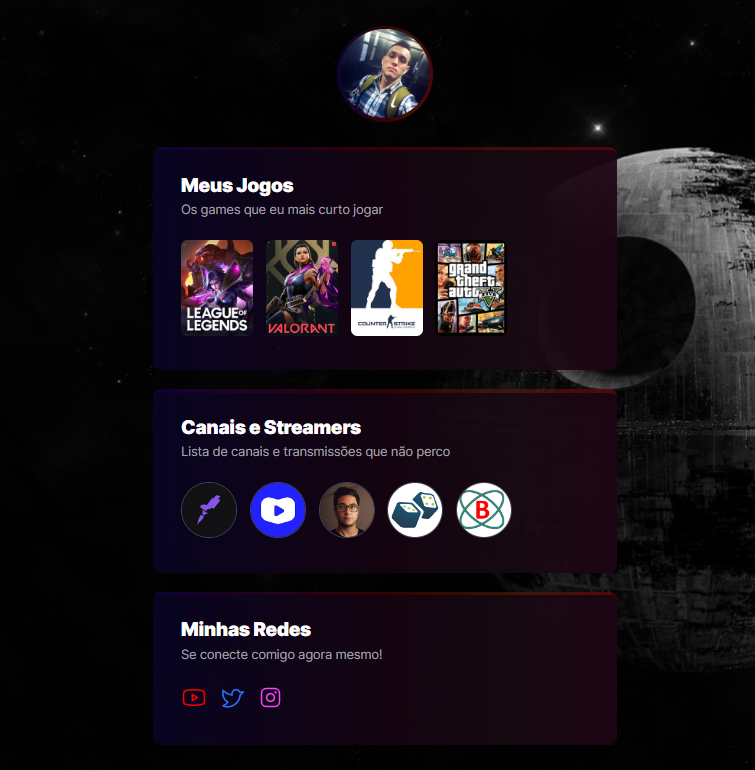 Meus Jogos
Os games que eu mais curto jogar
LEAGUE OF
LEGENDS
VALORANT
COUNTER STRIKE
grand
theft
auto
V
Canais e Streamers
Lista de canais e transmissões que não perco
B
Minhas Redes
Se conecte comigo agora mesmo!